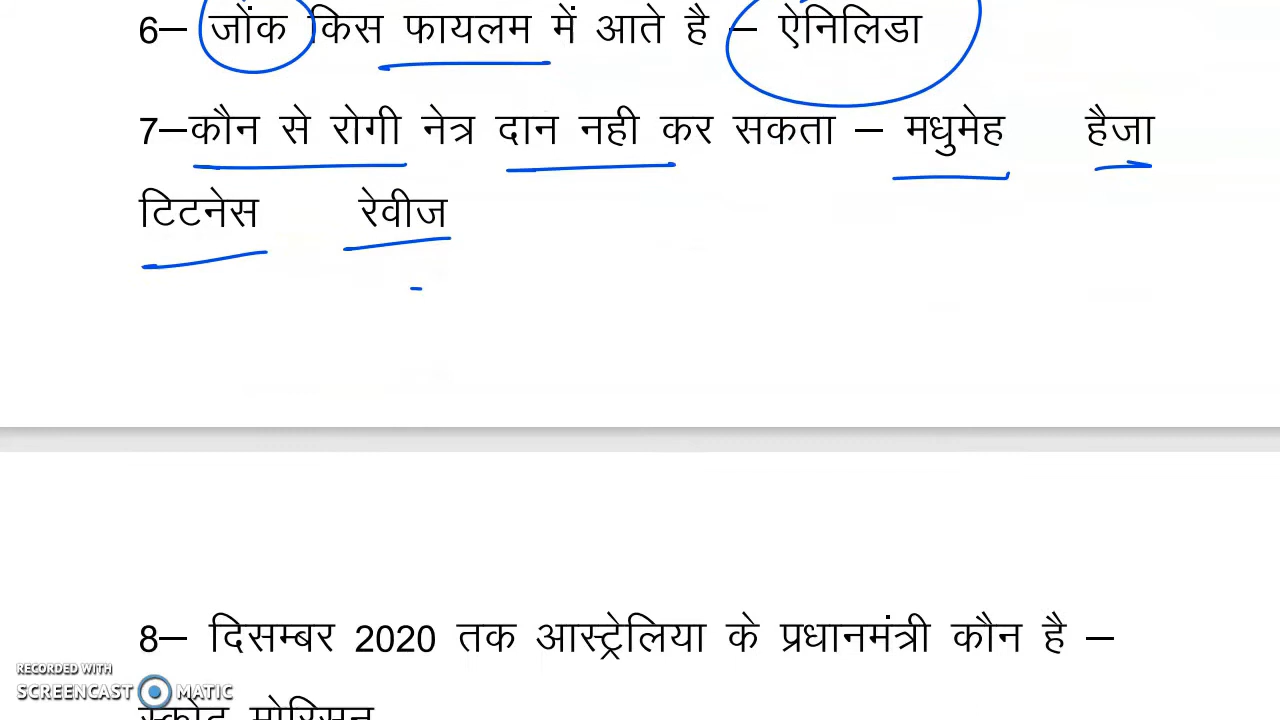 6– जोंक किस फायलम में आते है – ऐनिलिडा
7–कौन से रोगी नेत्र दान नही कर सकता – मधुमेह हैजा
टिटनेस रेवीज
8– दिसम्बर 2020 तक आस्ट्रेलिया के प्रधानमंत्री कौन है –
स्कोट मोरिसन
RECORDED WITH
SCREENCAST MATIC